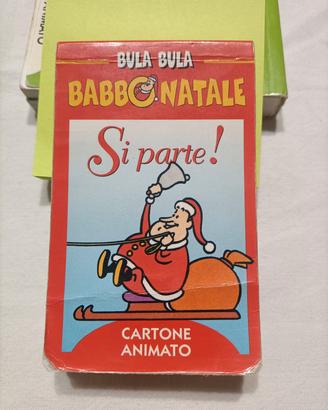 BULA BULA
BABBO NATALE
Si parte!
CARTONE
ANIMATO